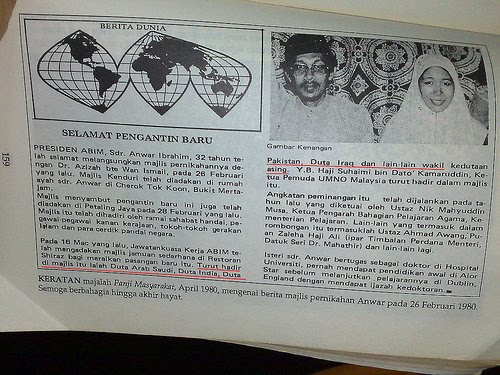 BERITA DUNIA
SELAMAT PENGANTIN BARU
PRESIDEN ABIM, Sdr. Anwar Ibrahim, 32 tahun te-
lah selamat melangsungkan majlis pernikahannya de-
ngan Dr. Azizah bte Wan Ismail, pada 26 Februari
yang lalu. Majlis Kenduri telah diadakan di rumah
ayah sdr. Anwar di Cherok Tok Koon, Bukit Merta-
jam.
Majlis menyambut pengantin baru ini juga telah
diadakan di Petaling Jaya pada 28 Februari yang lalu.
Majlis itu telah dihadiri oleh ramai sahabat handai, pe-
gawai-pegawai kanan kerajaan, tokoh-tokoh gerakan
Islam dan para cerdik pandai negara.
Pada 16 Mac yang lalu, Jawatankuasa Kerja ABIM te-
lah mengadakan majlis jamuan sederhana di Restoran
Shiraz bagi meraikan pasangan baru itu. Turut hadir
di majlis itu ialah Duta Arab Saudi, Duta India, Duta
Gambar Kenangan
Pakistan, Duta Iraq dan lain-lain wakil kedutaan
asing. Y.B. Haji Suhaimi bin Dato' Kamaruddin, Ke-
tua Pemuda UMNO Malaysia turut hadir dalam majlis
itu.
Angkatan peminangan itu telah dijalankan pada ta-
hun lalu yang diketuai oleh Ustaz Nik Mahyuddin
Musa, Ketua Pengarah Bahagian Pelajaran Agama, Ke-
menterian Pelajaran. Lain-lain yang termasuk dalam
rombongan itu termasuklah Ustaz Ahmad Awang, Pu-
an Zaleha Haji Ali (ipar Timbalan Perdana Menteri,
Datuk Seri Dr. Mahathir) dan lain-lain lagi.
Isteri sdr. Anwar bertugas sebagai doktor di Hospital
Universiti, pernah mendapat pendidikan awal di Alor
Star sebelum melanjutkan pelajarannya di Dublin,
England dengan mendapat ijazah kedoktoran.
KERATAN majalah Panji Masyarakat, April 1980, mengenai berita majlis pernikahan Anwar pada 26 Februari 1980.
Semoga berbahagia hingga akhir hayat.
159